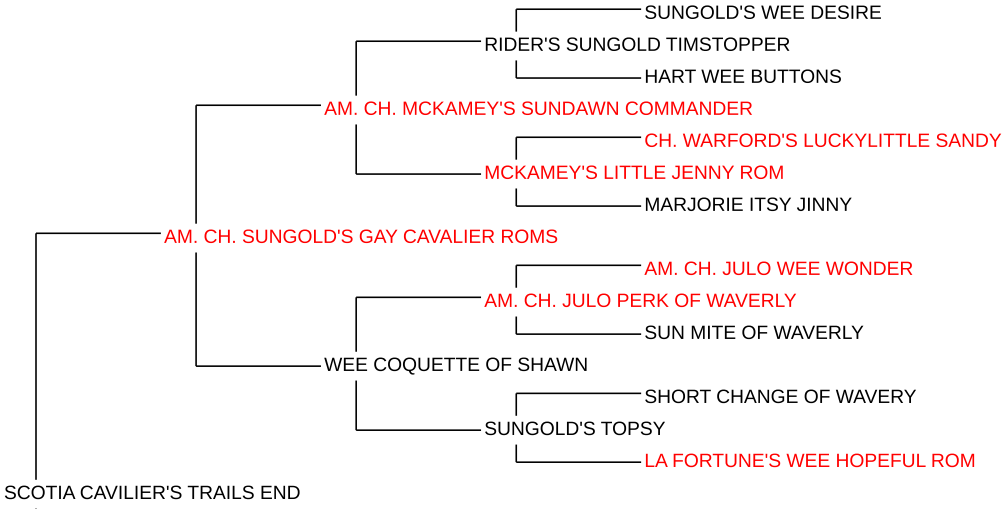 SUNGOLD'S WEE DESIRE
RIDER'S SUNGOLD TIMSTOPPER
HART WEE BUTTONS
AM. CH. MCKAMEY'S SUNDAWN COMMANDER
CH. WARFORD'S LUCKYLITTLE SANDY
MCKAMEY'S LITTLE JENNY ROM
MARJORIE ITSY JINNY
AM. CH. SUNGOLD'S GAY CAVALIER ROMS
AM. CH. JULO WEE WONDER
AM. CH. JULO PERK OF WAVERLY
SUN MITE OF WAVERLY
WEE COQUETTE OF SHAWN
SHORT CHANGE OF WAVERY
SUNGOLD'S TOPSY
LA FORTUNE'S WEE HOPEFUL ROM
SCOTIA CAVILIER'S TRAILS END